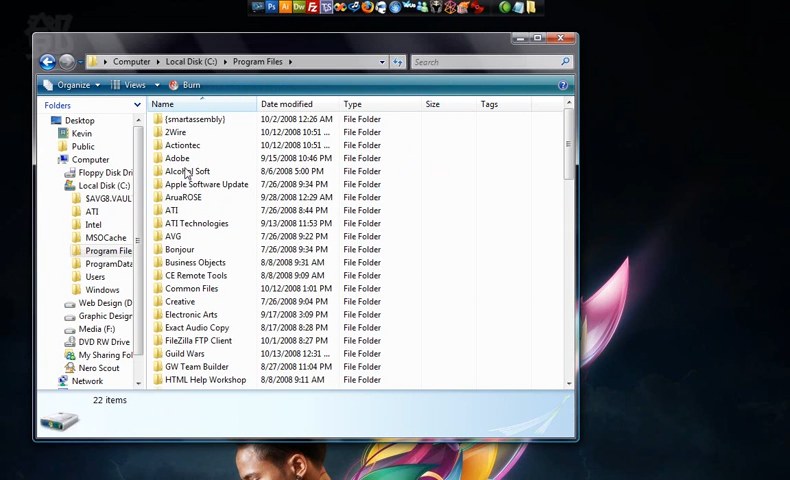 Ps Ai Dw Fz
Computer Local Disk (C:) Program Files Search
Organize Views Burn
Folders Name Date modified Type Size Tags
Desktop
Kevin
Public
Computer
Floppy Disk Dri
Local Disk (C:)
$AVG8.VAUL
ATI
Intel
MSOCache
Program File
ProgramData
Users
Windows
Web Design (D
Graphic Design
Media (F:)
DVD RW Drive
My Sharing Fol
Nero Scout
Network
{smartassembly} 10/2/2008 12:26 AM File Folder
2Wire 10/12/2008 10:51 ... File Folder
Actiontec 10/12/2008 10:51 ... File Folder
Adobe 9/15/2008 10:46 PM File Folder
Alcohol Soft 8/6/2008 5:00 PM File Folder
Apple Software Update 7/26/2008 9:34 PM File Folder
AruaROSE 9/28/2008 12:29 AM File Folder
ATI 7/26/2008 8:44 PM File Folder
ATI Technologies 9/13/2008 11:53 PM File Folder
AVG 7/26/2008 9:22 PM File Folder
Bonjour 7/26/2008 9:34 PM File Folder
Business Objects 8/8/2008 9:31 AM File Folder
CE Remote Tools 8/8/2008 9:09 AM File Folder
Common Files 10/12/2008 1:01 PM File Folder
Creative 7/26/2008 9:04 PM File Folder
Electronic Arts 9/17/2008 3:09 PM File Folder
Exact Audio Copy 8/17/2008 8:28 PM File Folder
FileZilla FTP Client 10/1/2008 8:27 PM File Folder
Guild Wars 10/13/2008 12:31 ... File Folder
GW Team Builder 8/27/2008 11:04 PM File Folder
HTML Help Workshop 8/8/2008 9:11 AM File Folder
22 items